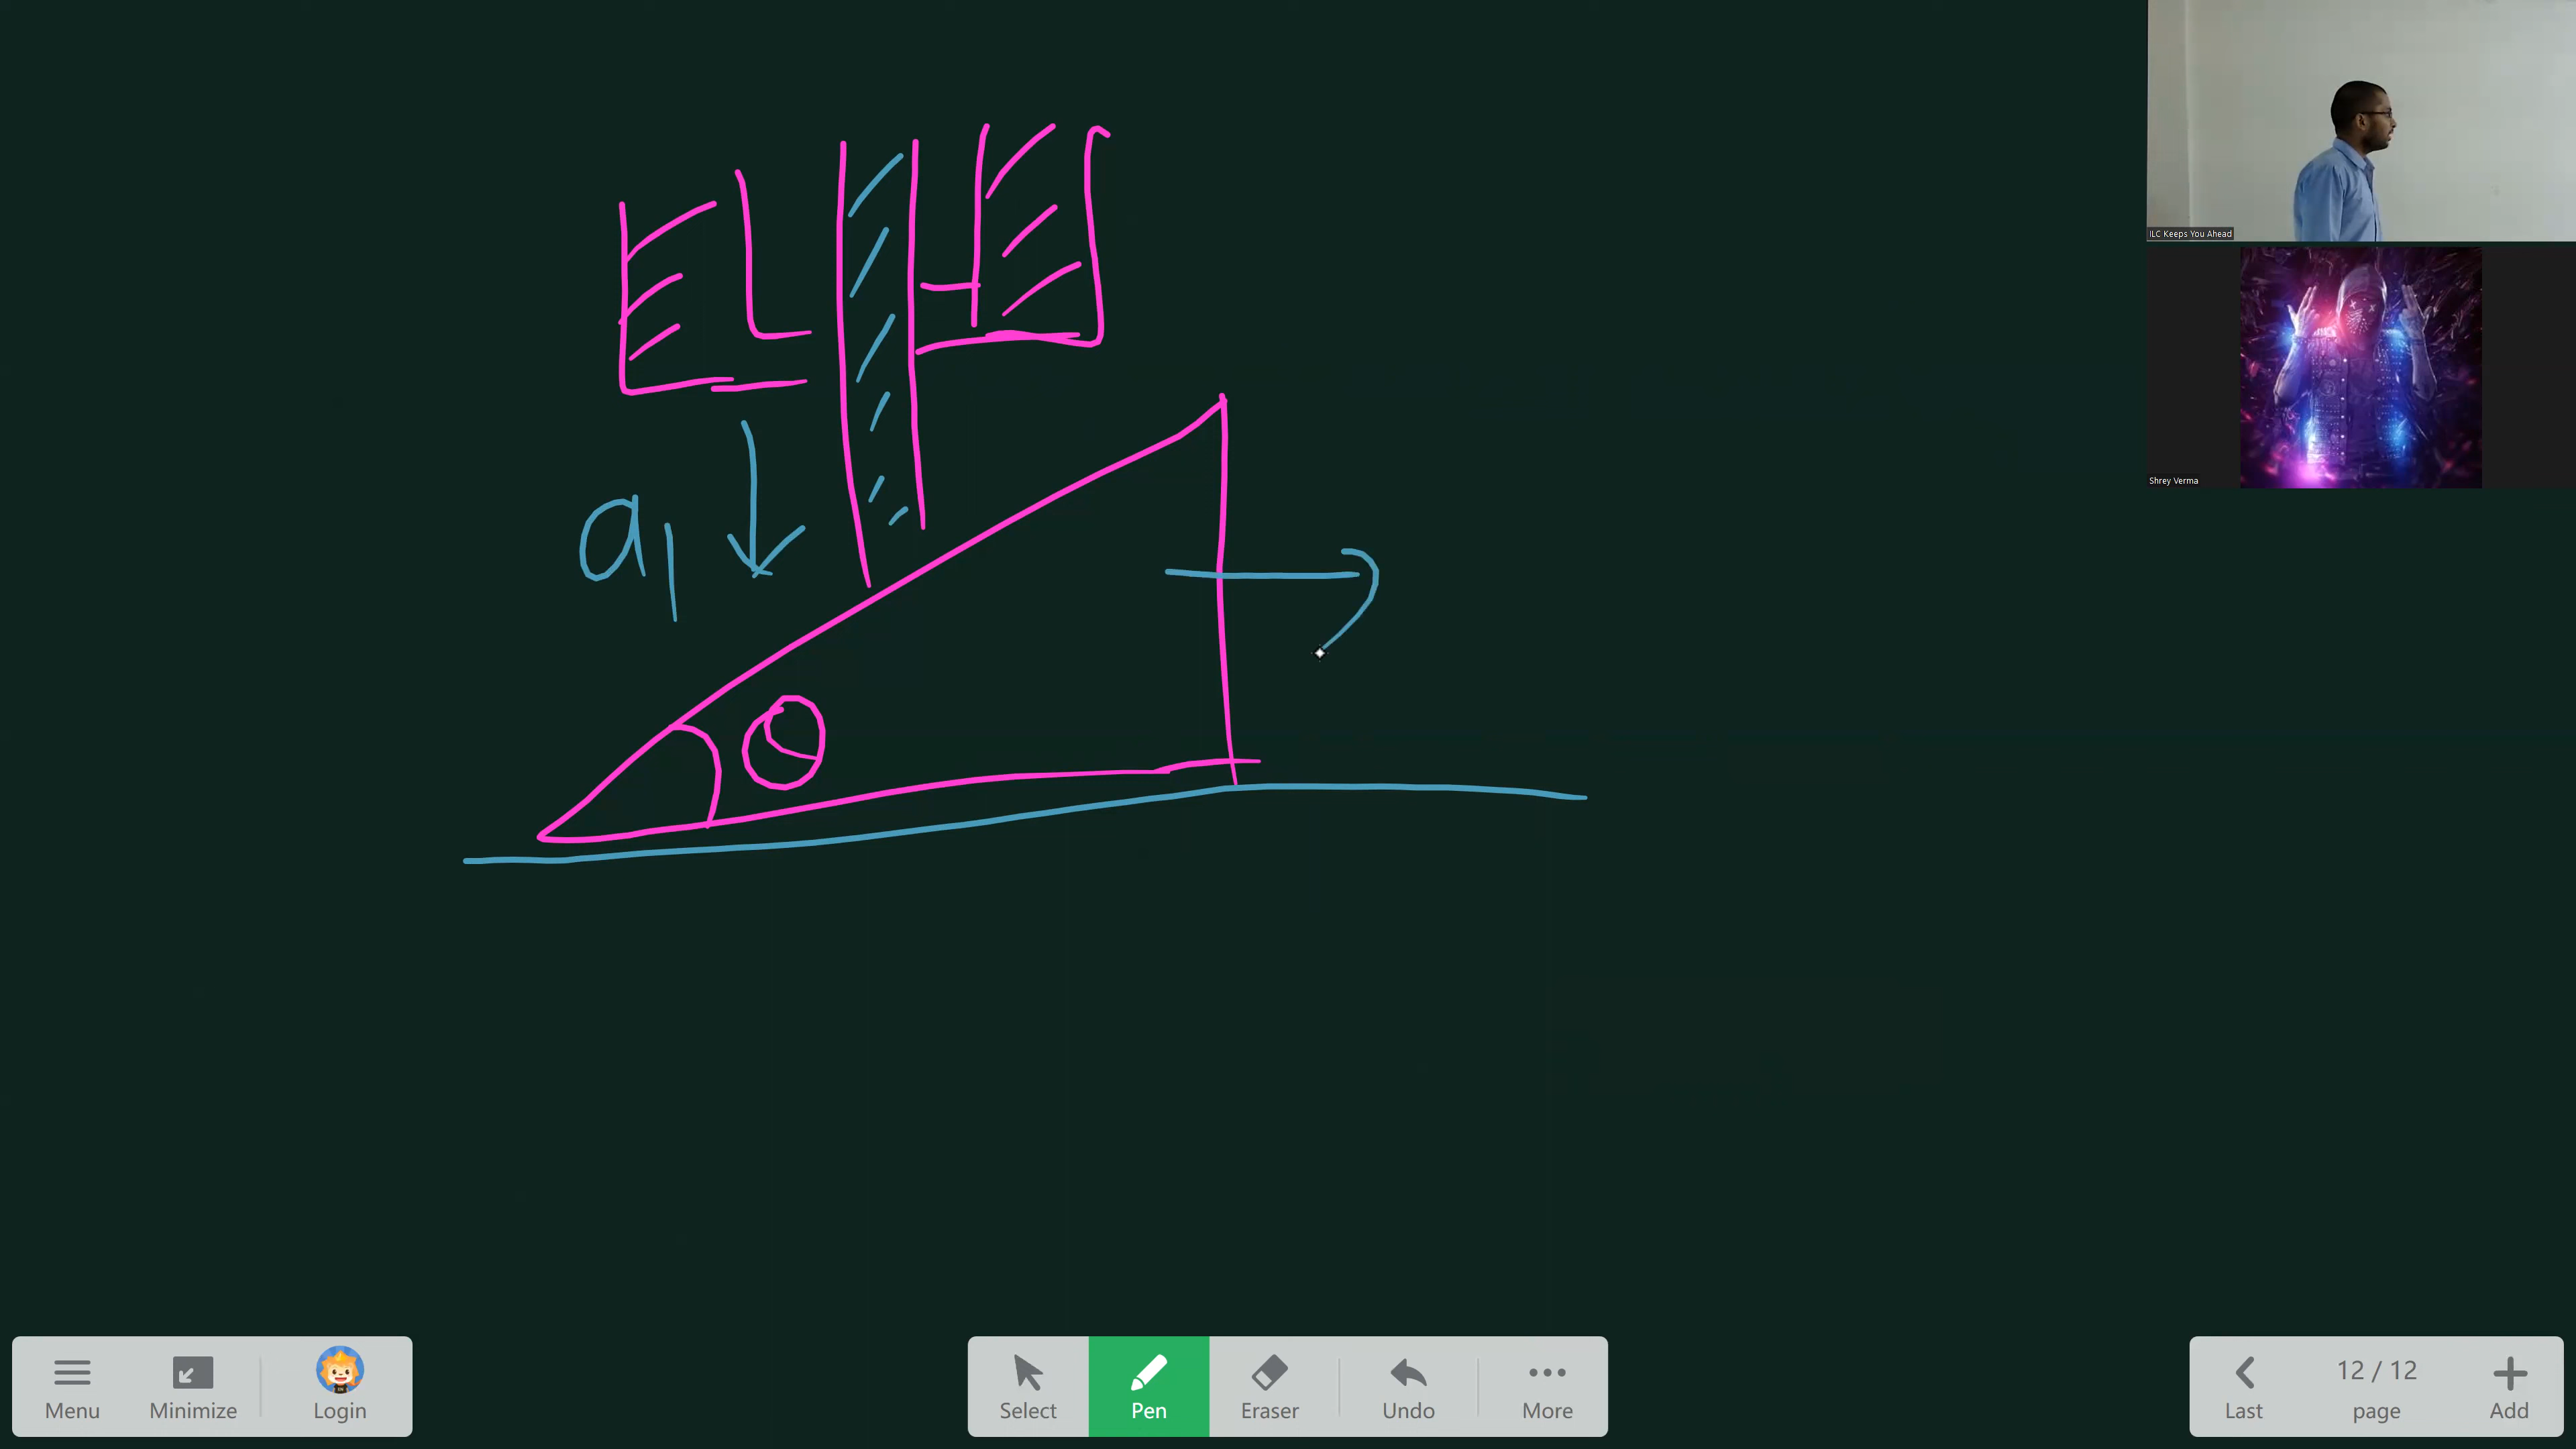 ILC Keeps You Ahead
Shrey Verma
a1
θ
Menu
Minimize
Login
Select
Pen
Eraser
Undo
More
Last
12 / 12
page
Add